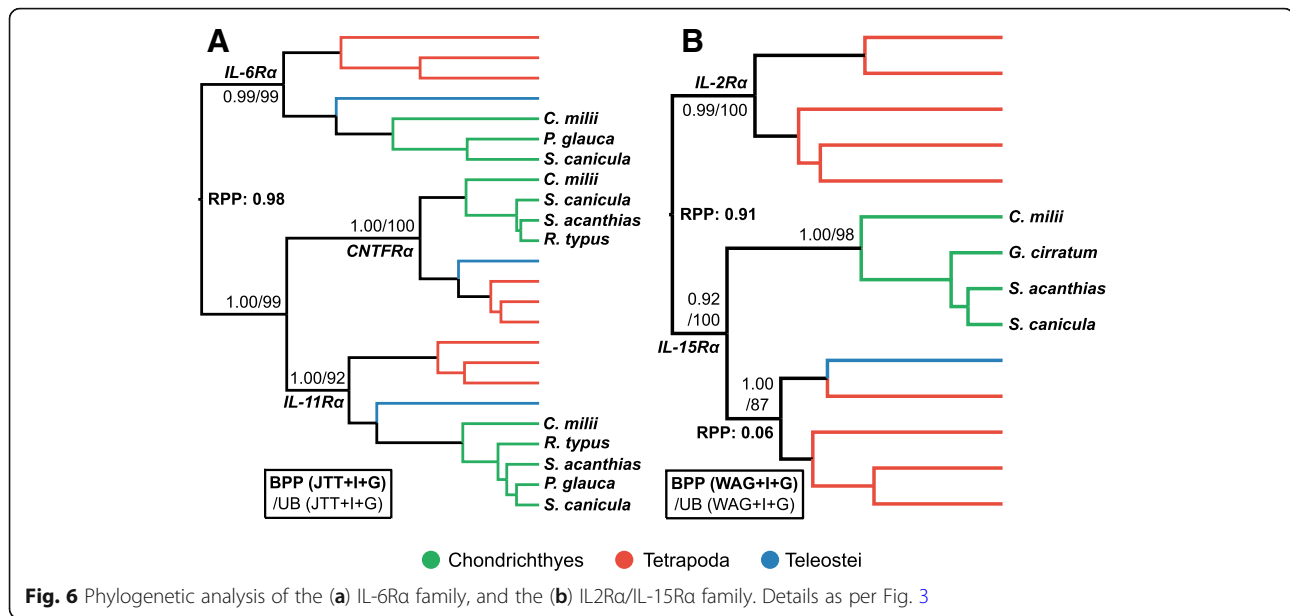 A
IL-6Rα
0.99/99
C. milii
P. glauca
S. canicula
RPP: 0.98
C. milii
S. canicula
S. acanthias
R. typus
1.00/100
CNTFRα
1.00/99
1.00/92
IL-11Rα
C. milii
R. typus
S. acanthias
P. glauca
S. canicula
BPP (JTT+I+G)
/UB (JTT+I+G)
B
IL-2Rα
0.99/100
RPP: 0.91
1.00/98
C. milii
G. cirratum
S. acanthias
S. canicula
0.92
/100
IL-15Rα
1.00
/87
RPP: 0.06
BPP (WAG+I+G)
/UB (WAG+I+G)
Chondrichthyes
Tetrapoda
Teleostei
Fig. 6 Phylogenetic analysis of the (a) IL-6Rα family, and the (b) IL2Rα/IL-15Rα family. Details as per Fig. 3